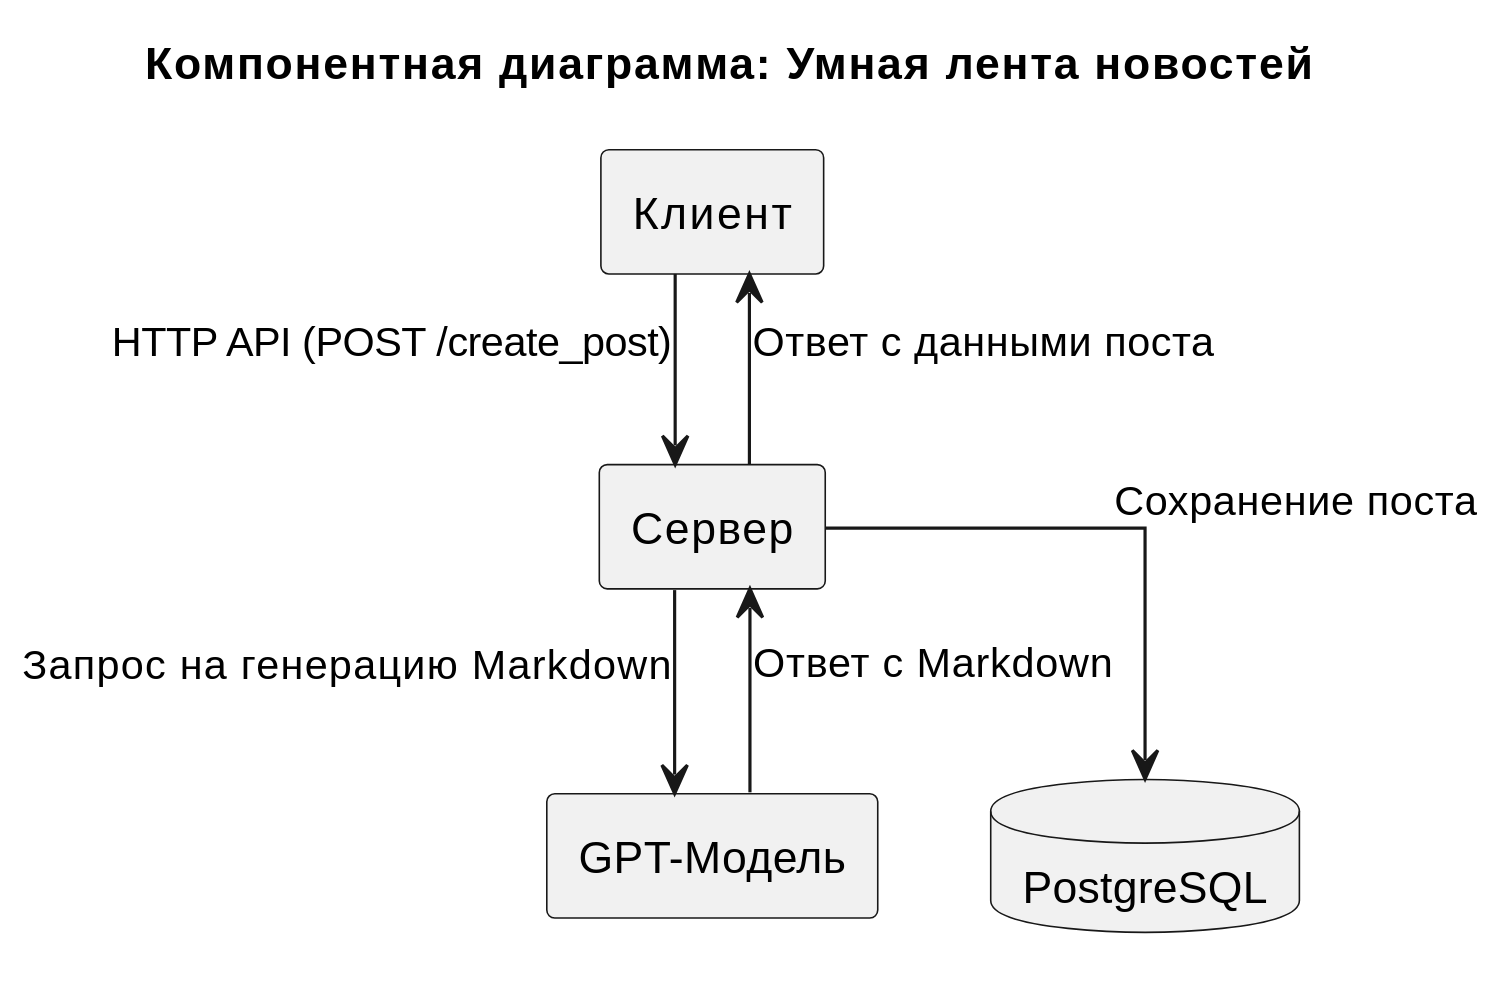 Компонентная диаграмма: Умная лента новостей
Клиент
HTTP API (POST /create_post)
Ответ с данными поста
Сервер
Сохранение поста
Запрос на генерацию Markdown
Ответ с Markdown
GPT-Модель
PostgreSQL